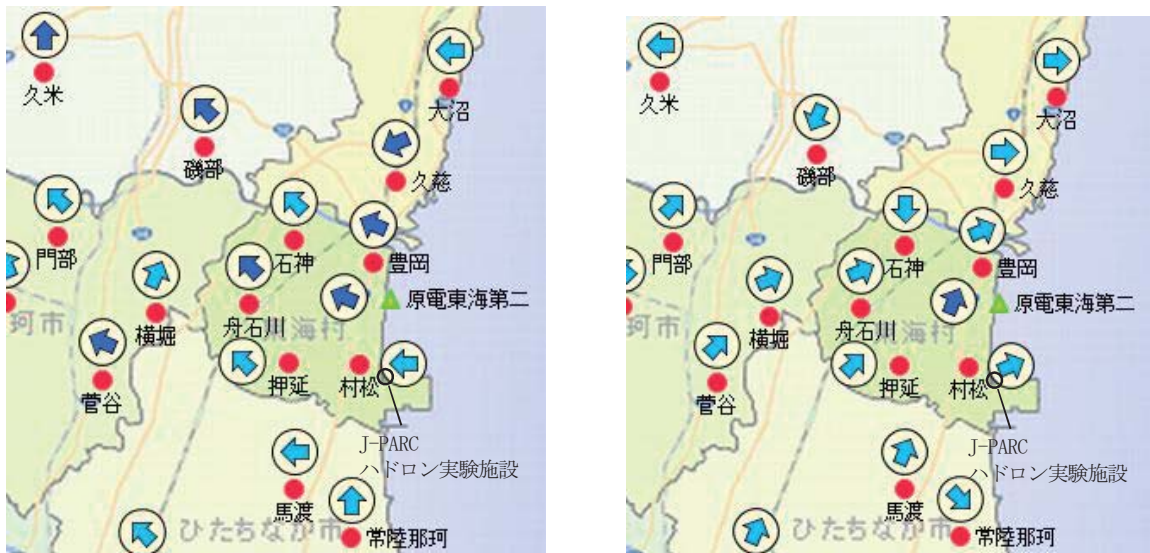 久米
大沼
磯部
久慈
門部
石神
豊岡
原電東海第二
舟石川
珂市
横堀
海村
押延
村松
菅谷
J-PARC
ハドロン実験施設
馬渡
ひたちなか市
常陸那珂
久米
大沼
磯部
久慈
門部
石神
豊岡
原電東海第二
舟石川
珂市
横堀
海村
押延
村松
菅谷
J-PARC
ハドロン実験施設
馬渡
ひたちなか市
常陸那珂